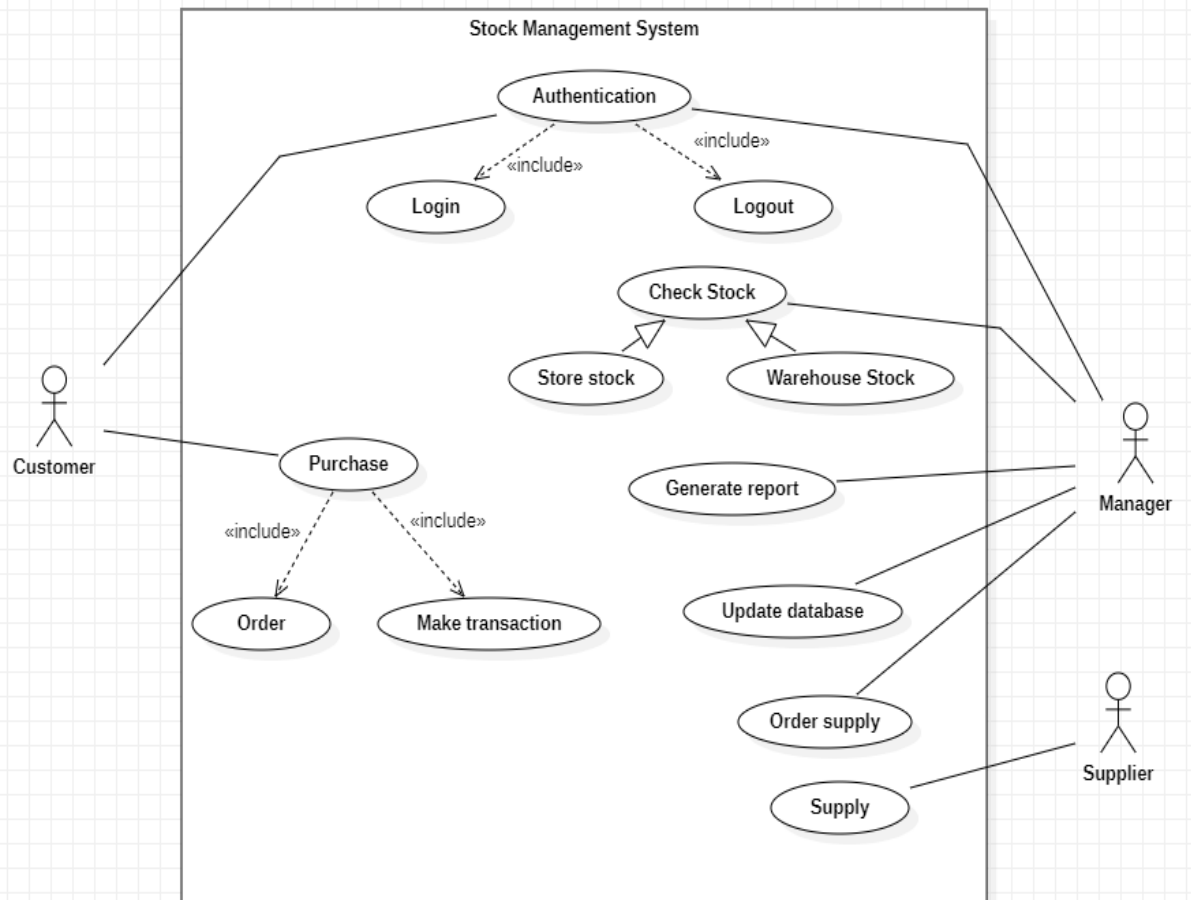 Stock Management System
Authentication
«include»
«include»
Login
Logout
Check Stock
Store stock
Warehouse Stock
Customer
Purchase
Generate report
Manager
«include»
«include»
Order
Make transaction
Update database
Order supply
Supplier
Supply